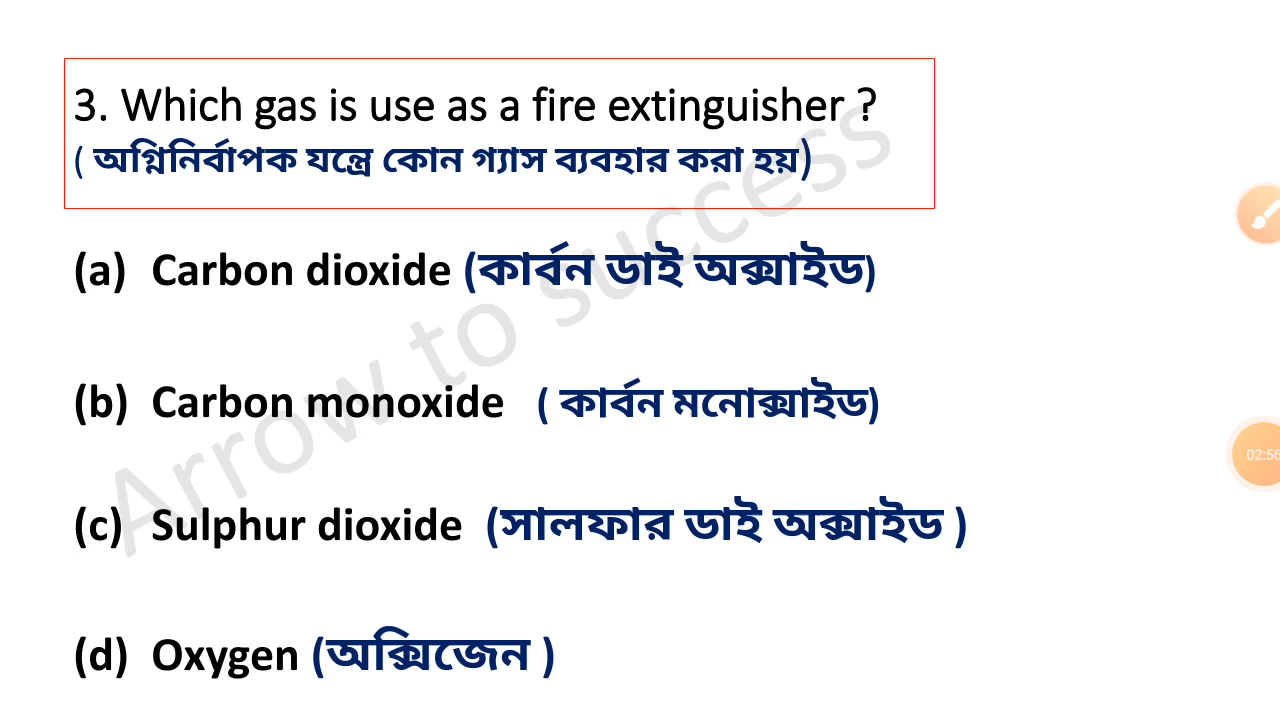 3. Which gas is use as a fire extinguisher ?
( অগ্নিনির্বাপক যন্ত্রে কোন গ্যাস ব্যবহার করা হয়)
(a) Carbon dioxide (কার্বন ডাই অক্সাইড)
(b) Carbon monoxide ( কার্বন মনোক্সাইড)
(c) Sulphur dioxide (সালফার ডাই অক্সাইড )
(d) Oxygen (অক্সিজেন )
Arrow to success
02:56